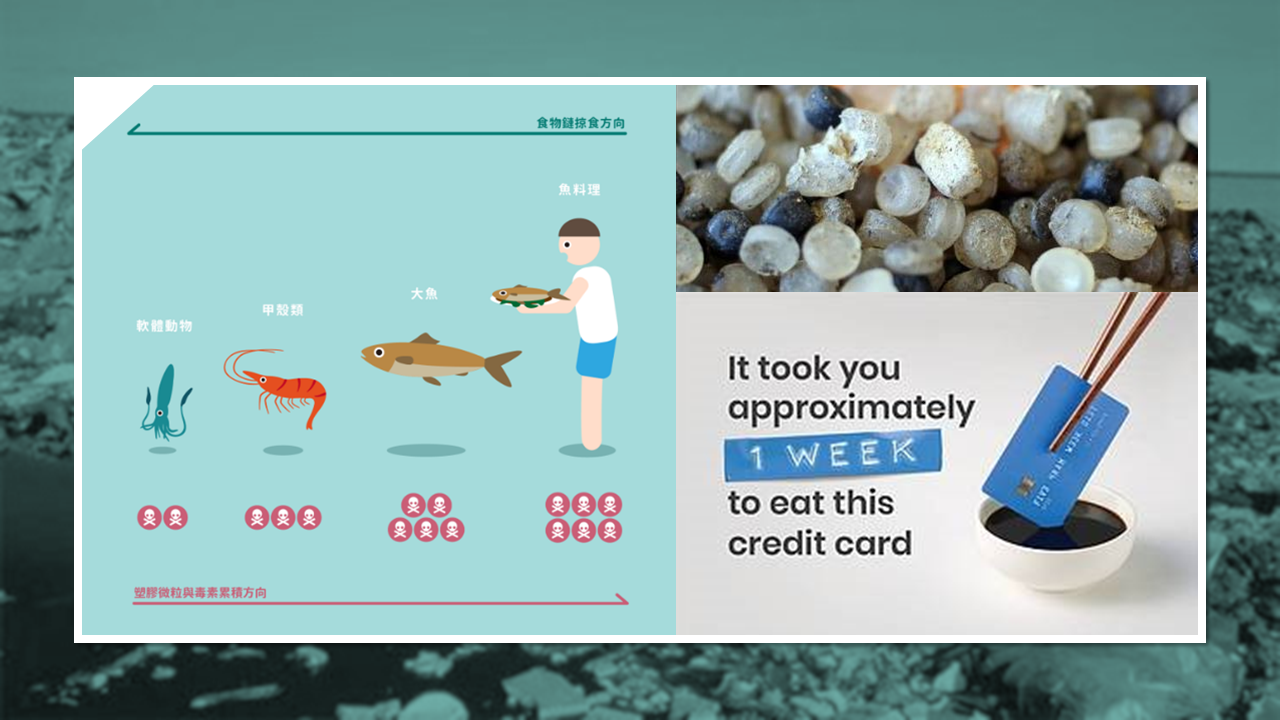 食物鏈掠食方向
魚料理
大魚
甲殼類
軟體動物
塑膠微粒與毒素累積方向
It took you
approximately
1 WEEK
to eat this
credit card